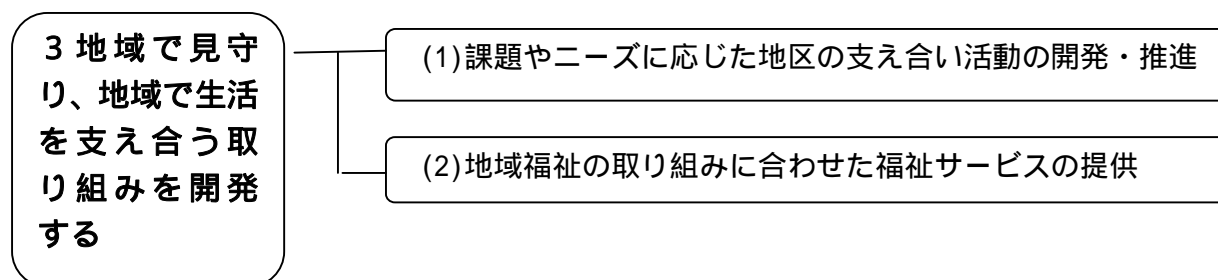 ３地域で見守
り、地域で生活
を支え合う取
り組みを開発
する
(1)課題やニーズに応じた地区の支え合い活動の開発・推進
(2)地域福祉の取り組みに合わせた福祉サービスの提供